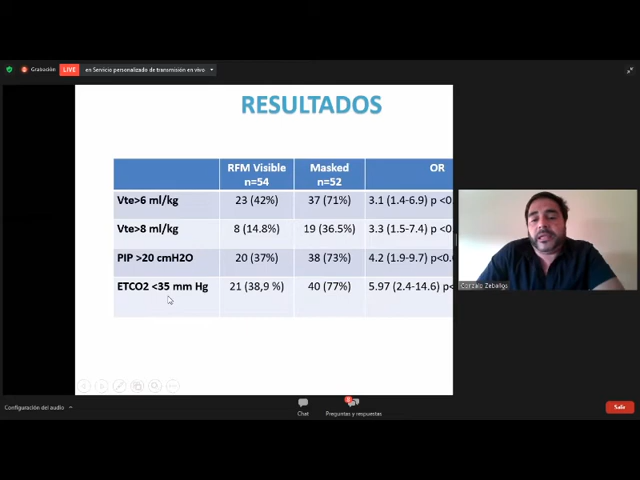 Grabación LIVE en Servicio personalizado de transmisión en vivo
RESULTADOS
RFM Visible n=54 Masked n=52 OR
Vte>6 ml/kg 23 (42%) 37 (71%) 3.1 (1.4-6.9) p <0
Vte>8 ml/kg 8 (14.8%) 19 (36.5%) 3.3 (1.5-7.4) p <0
PIP >20 cmH2O 20 (37%) 38 (73%) 4.2 (1.9-9.7) p<0
ETCO2 <35 mm Hg 21 (38,9 %) 40 (77%) 5.97 (2.4-14.6) p<
Gonzalo Zeballos
Configuración del audio Chat Preguntas y respuestas Salir